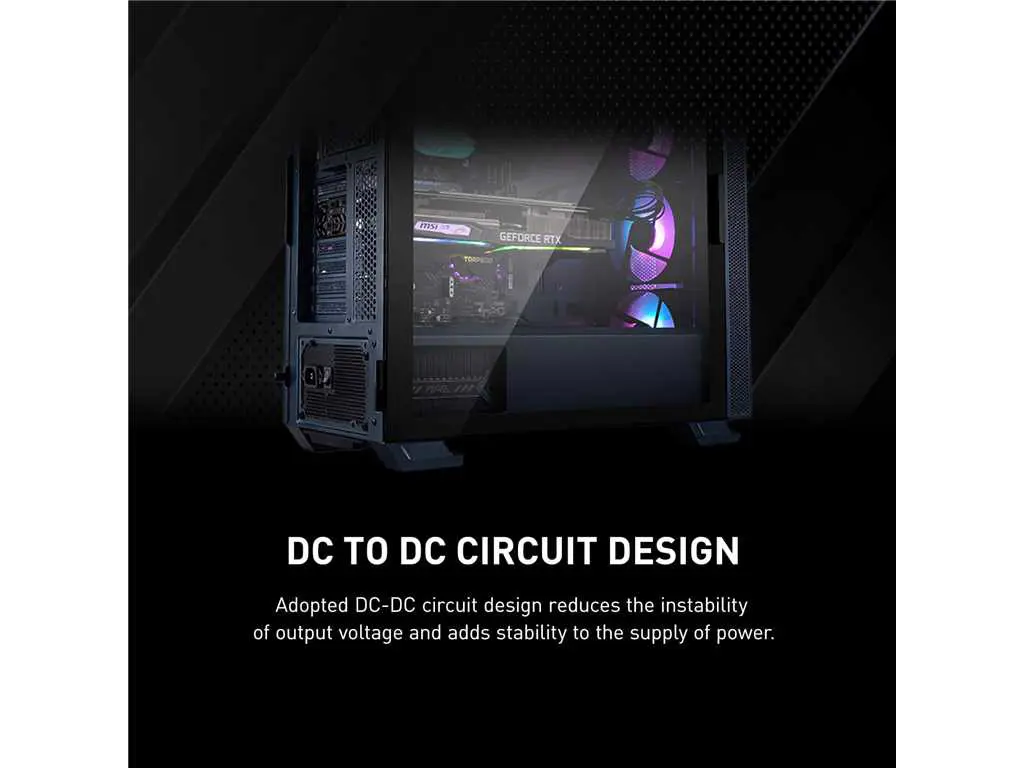 msi
GEFORCE RTX
TORPEDO
DC TO DC CIRCUIT DESIGN
Adopted DC-DC circuit design reduces the instability
of output voltage and adds stability to the supply of power.